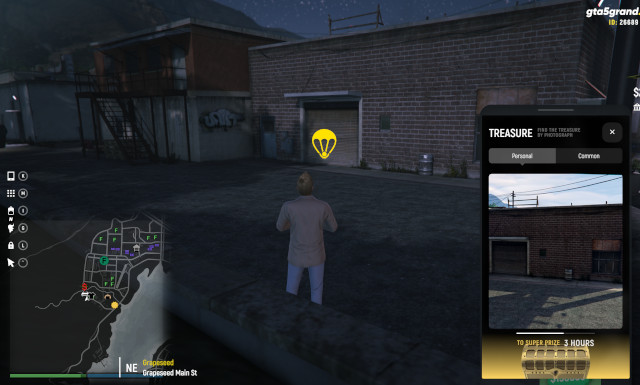 gta5grand.
ID: 26689
TREASURE
FIND THE TREASURE
BY PHOTOGRAPH
×
Personal
Common
K
M
I
L
F
F
F
F
F
F
F
NE
Grapeseed
Grapeseed Main St
TO SUPER PRIZE 3 HOURS